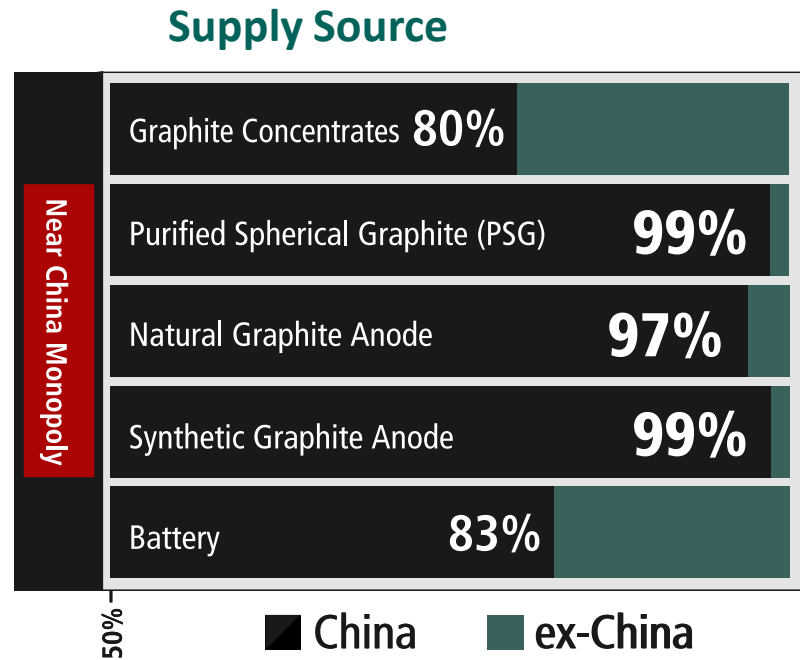 Supply Source
Near China Monopoly
Graphite Concentrates 80%
Purified Spherical Graphite (PSG) 99%
Natural Graphite Anode 97%
Synthetic Graphite Anode 99%
Battery 83%
50%
China
ex-China